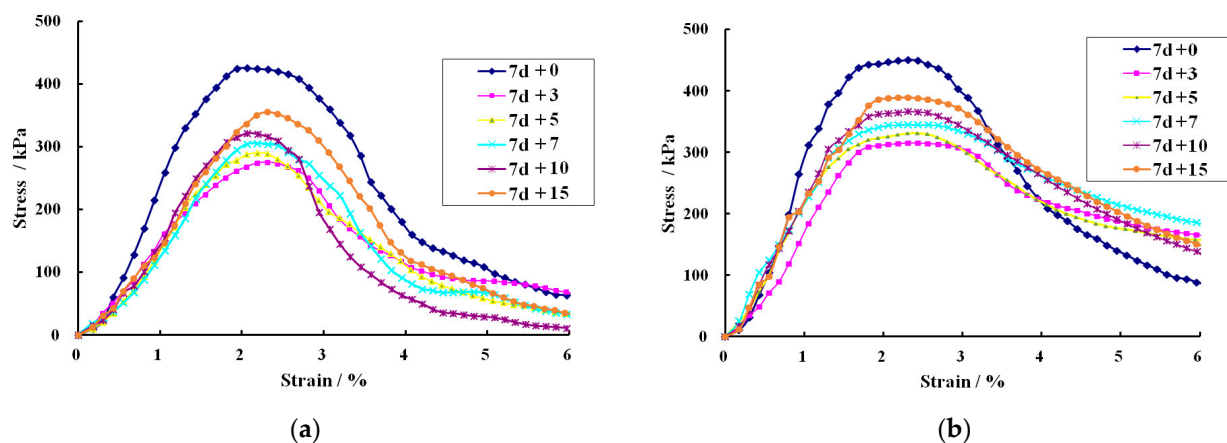 500
400
300
200
100
0
Stress / kPa
0 1 2 3 4 5 6
Strain / %
7d + 0
7d + 3
7d + 5
7d + 7
7d + 10
7d + 15
(a)
500
400
300
200
100
0
Stress / kPa
0 1 2 3 4 5 6
Strain / %
7d + 0
7d + 3
7d + 5
7d + 7
7d + 10
7d + 15
(b)